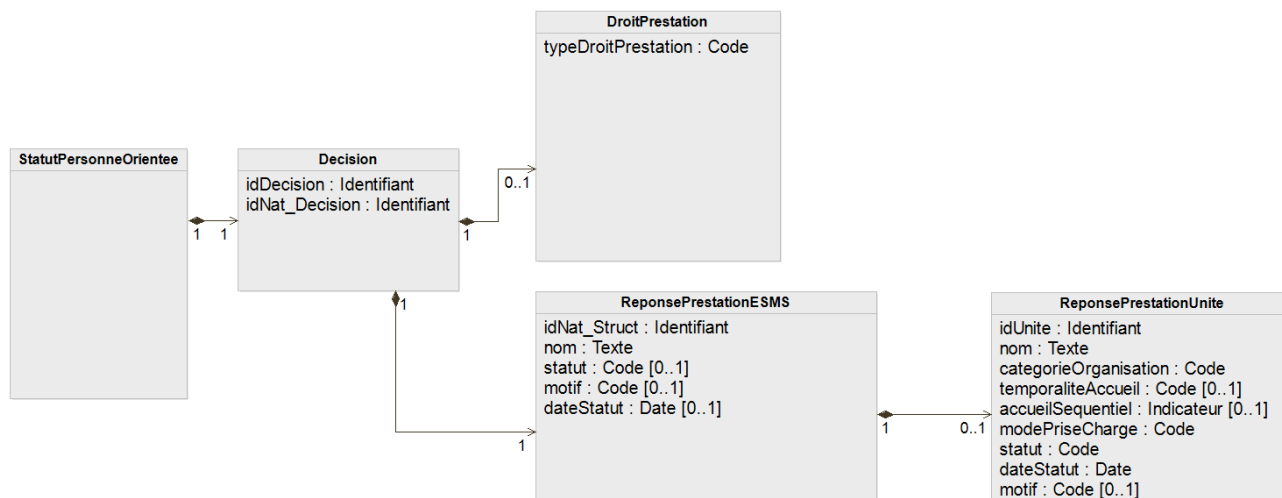 DroitPrestation
typeDroitPrestation : Code
StatutPersonneOrientee
Decision
idDecision : Identifiant
idNat_Decision : Identifiant
0..1
1
1
1
1
ReponsePrestationESMS
idNat_Struct : Identifiant
nom : Texte
statut : Code [0..1]
motif : Code [0..1]
dateStatut : Date [0..1]
1
1
0..1
ReponsePrestationUnite
idUnite : Identifiant
nom : Texte
categorieOrganisation : Code
temporaliteAccueil : Code [0..1]
accueilSequentiel : Indicateur [0..1]
modePriseCharge : Code
statut : Code
dateStatut : Date
motif : Code [0..1]